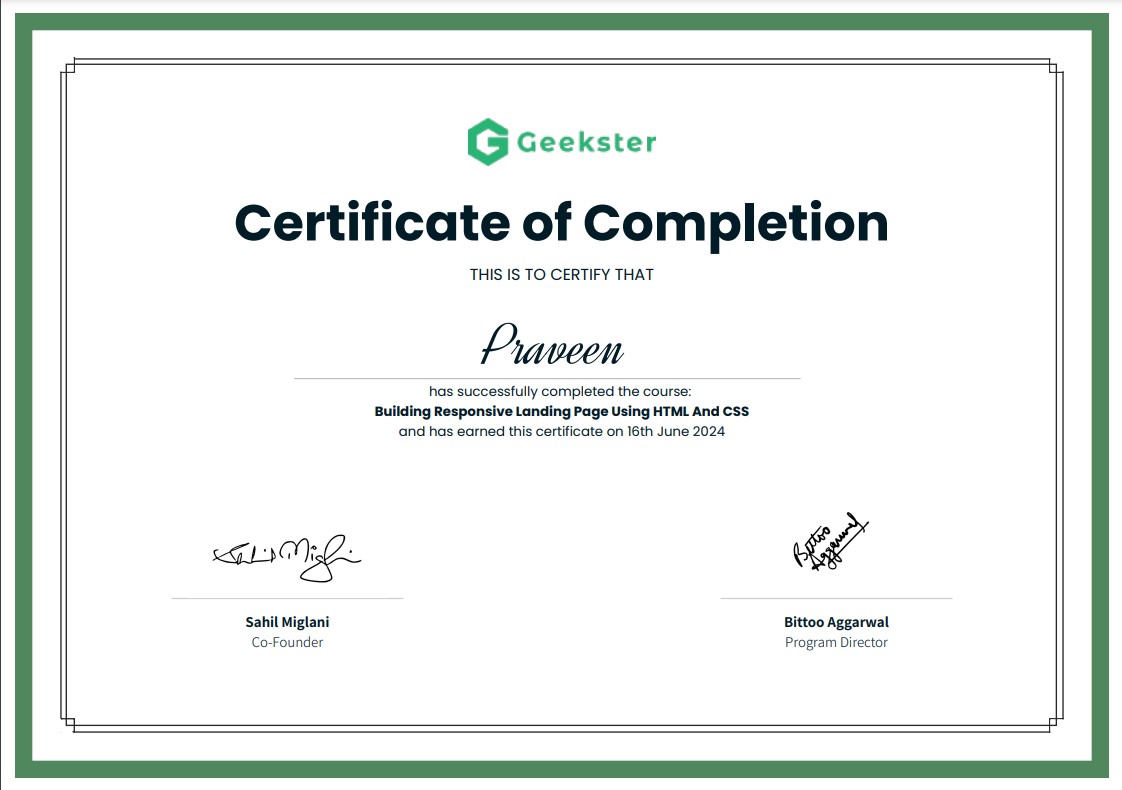 Geekster
Certificate of Completion
THIS IS TO CERTIFY THAT
Praveen
has successfully completed the course:
Building Responsive Landing Page Using HTML And CSS
and has earned this certificate on 16th June 2024
Sahil Miglani
Bittoo
Aggarwal
Sahil Miglani
Co-Founder
Bittoo Aggarwal
Program Director